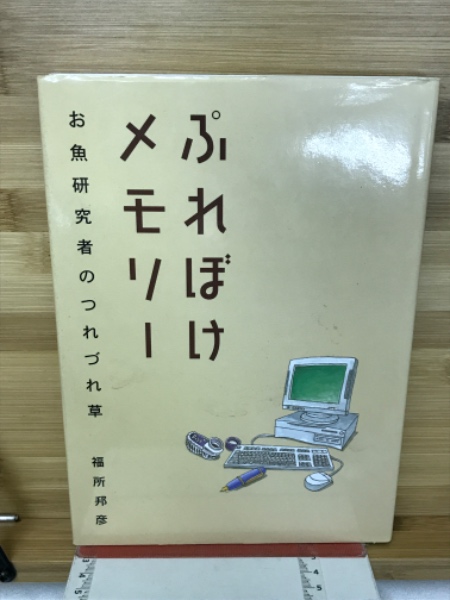 ぷれぼけ
メモリー
お魚研究者のつれづれ草
福所邦彦